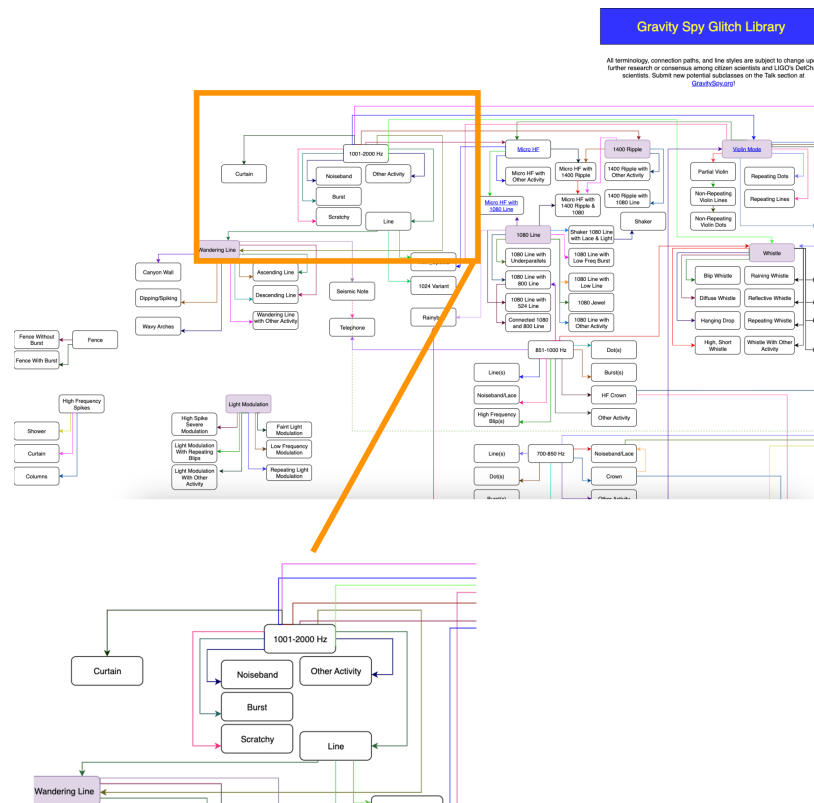 Gravity Spy Glitch Library
All terminology, connection paths, and line styles are subject to change up
further research or consensus among citizen scientists and LIGO's DetCh
scientists. Submit new potential subclasses on the Talk section at
GravitySpy.org!
1001-2000 Hz
Curtain
Noiseband
Other Activity
Burst
Scratchy
Line
Wandering Line
Micro HF
Micro HF with
Other Activity
Micro HF with
1400 Ripple
Micro HF with
1080 Line
Micro HF with
1400 Ripple &
1080
1400 Ripple
1400 Ripple with
Other Activity
1400 Ripple with
1080 Line
Violin Mode
Partial Violin
Repeating Dots
Non-Repeating
Violin Lines
Repeating Lines
Non-Repeating
Violin Dots
Shaker
1080 Line
Shaker 1080 Line
with Lace & Light
1080 Line with
Underparallels
1080 Line with
Low Freq Burst
1080 Line with
800 Line
1080 Line with
Low Line
1080 Line with
524 Line
1080 Jewel
Connected 1080
and 800 Line
1080 Line with
Other Activity
Whistle
Blip Whistle
Raining Whistle
Diffuse Whistle
Reflective Whistle
Hanging Drop
Repeating Whistle
High, Short
Whistle
Whistle With Other
Activity
Canyon Wall
Ascending Line
Dipping/Spiking
Descending Line
Wavy Arches
Wandering Line
with Other Activity
Seismic Note
Telephone
1024 Variant
Fence Without
Burst
Fence
Fence With Burst
851-1000 Hz
Dot(s)
Line(s)
Burst(s)
Noiseband/Lace
HF Crown
High Frequency
Blip(s)
Other Activity
High Frequency
Spikes
Shower
Curtain
Columns
Light Modulation
High Spike
Severe
Modulation
Faint Light
Modulation
Light Modulation
With Repeating
Blips
Low Frequency
Modulation
Light Modulation
With Other
Activity
Repeating Light
Modulation
Line(s)
700-850 Hz
Noiseband/Lace
Dot(s)
Crown
Burst(s)
Other Activity
1001-2000 Hz
Curtain
Noiseband
Other Activity
Burst
Scratchy
Line
Wandering Line